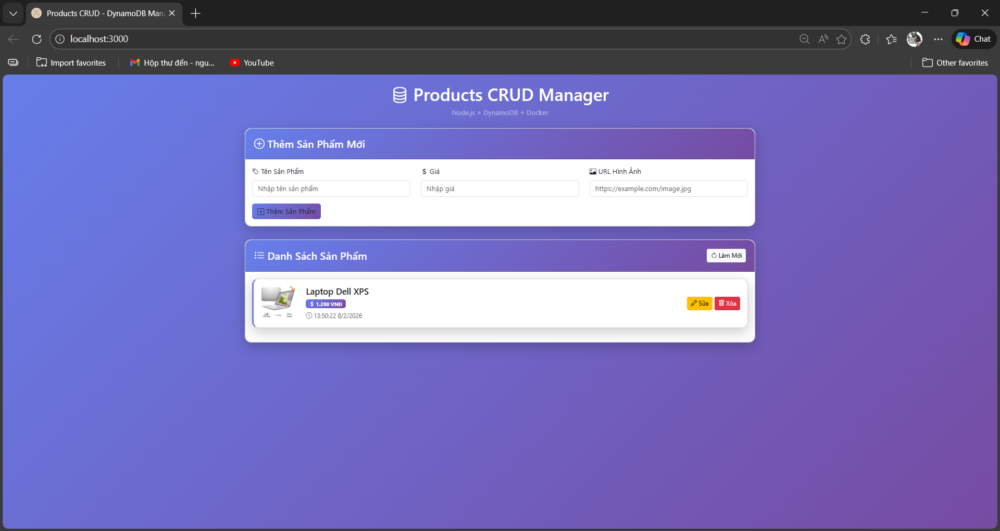 Products CRUD - DynamoDB Man
localhost:3000
Chat
Import favorites
Hộp thư đến - ngu...
YouTube
Other favorites
Products CRUD Manager
Node.js + DynamoDB + Docker
Thêm Sản Phẩm Mới
Tên Sản Phẩm
$ Giá
URL Hình Ảnh
Nhập tên sản phẩm
Nhập giá
https://example.com/image.jpg
Thêm Sản Phẩm
Danh Sách Sản Phẩm
Làm Mới
Laptop Dell XPS
$ 1.200 VNĐ
13:50:22 8/2/2026
Sửa
Xóa